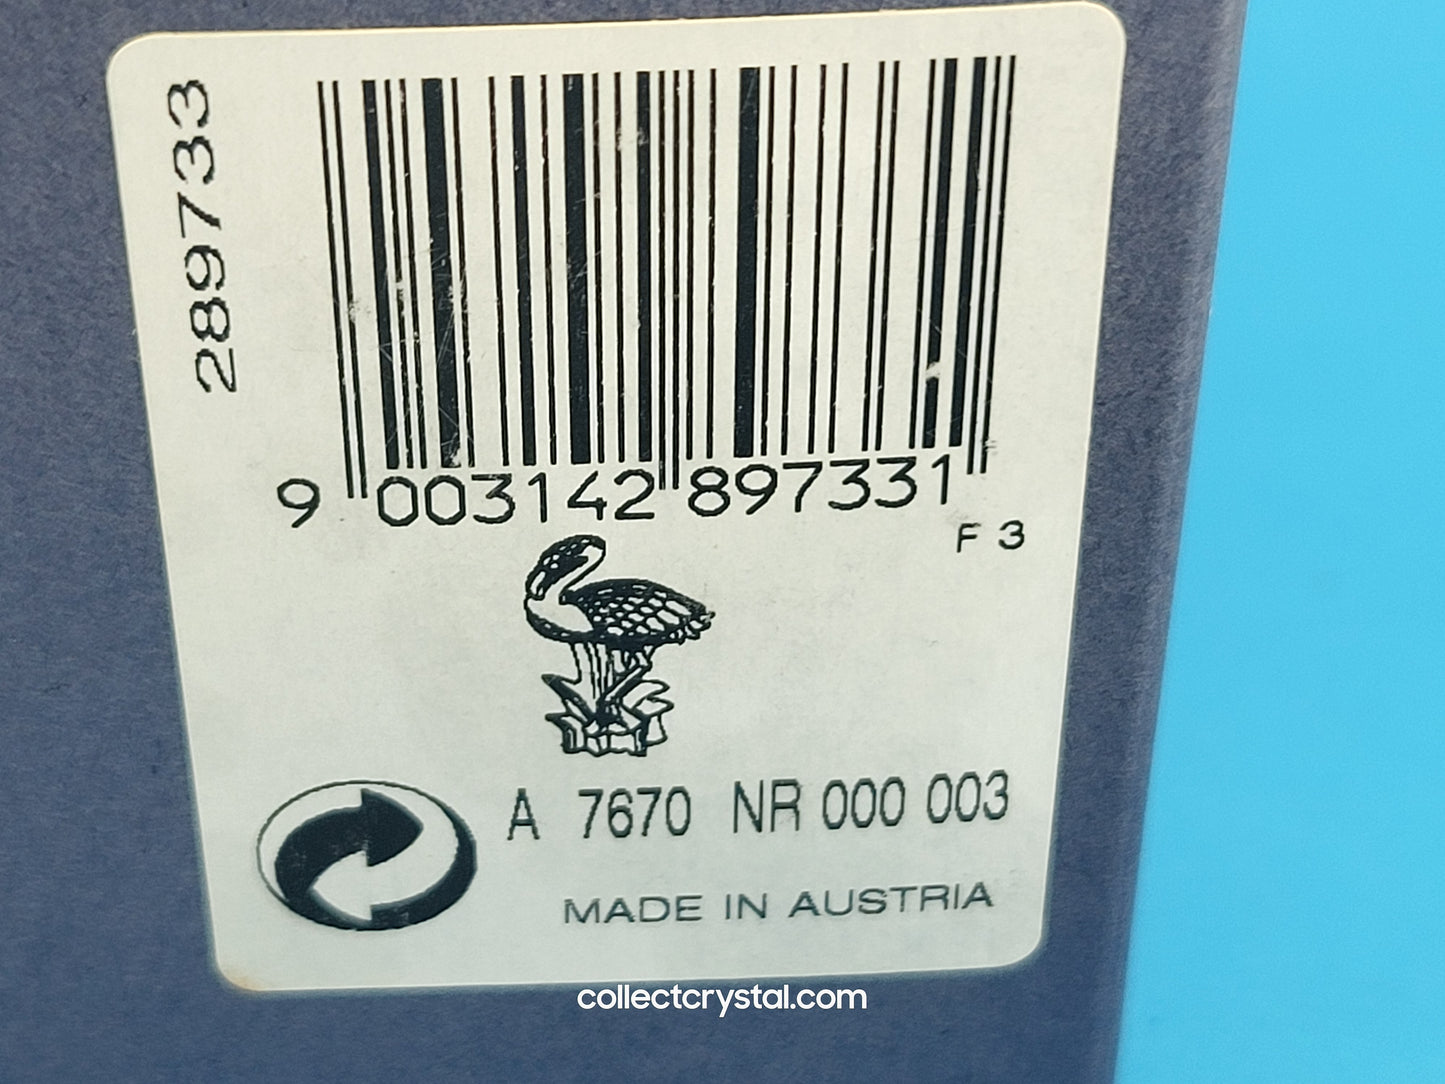 289733
9 003142 897331
F 3
A 7670 NR 000 003
MADE IN AUSTRIA
collectcrystal.com